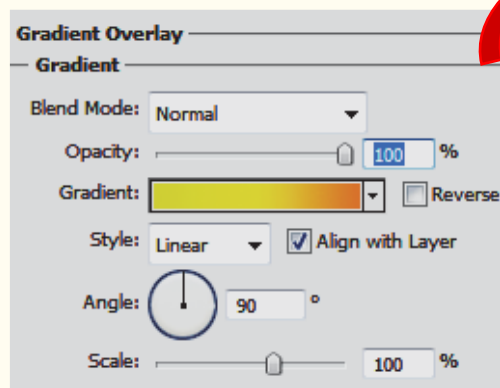 Gradient Overlay
Gradient
Blend Mode: Normal
Opacity: 100 %
Gradient: Reverse
Style: Linear Align with Layer
Angle: 90 °
Scale: 100 %